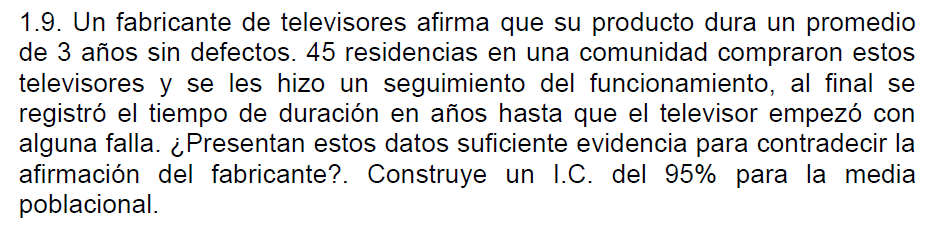 1.9. Un fabricante de televisores afirma que su producto dura un promedio
de 3 años sin defectos. 45 residencias en una comunidad compraron estos
televisores y se les hizo un seguimiento del funcionamiento, al final se
registró el tiempo de duración en años hasta que el televisor empezó con
alguna falla. ¿Presentan estos datos suficiente evidencia para contradecir la
afirmación del fabricante?. Construye un I.C. del 95% para la media
poblacional.